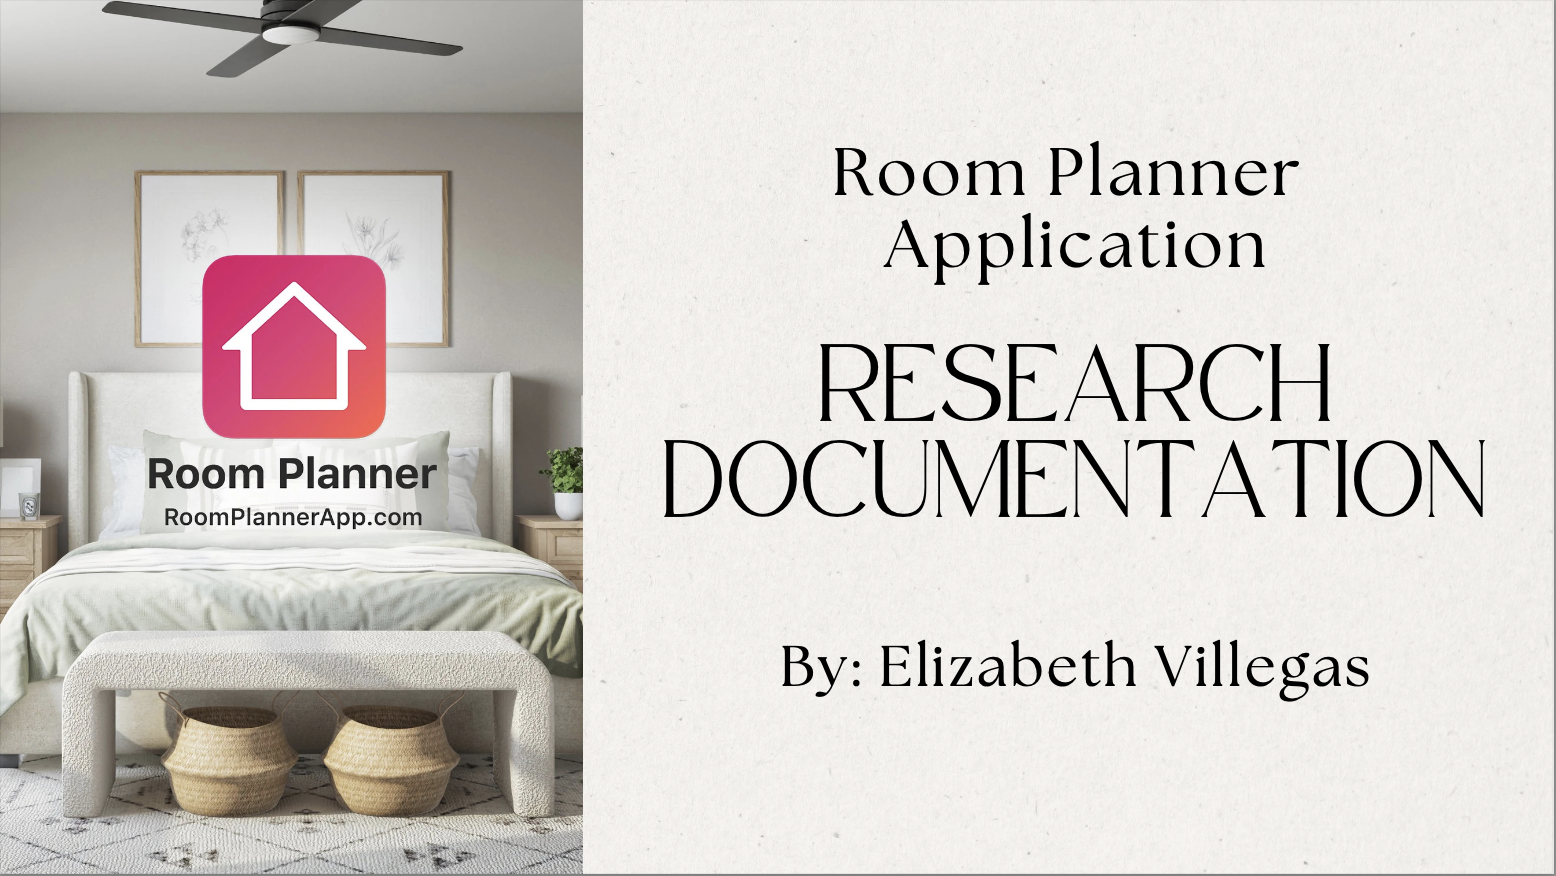 Room Planner
RoomPlannerApp.com
Room Planner
Application
RESEARCH
DOCUMENTATION
By: Elizabeth Villegas